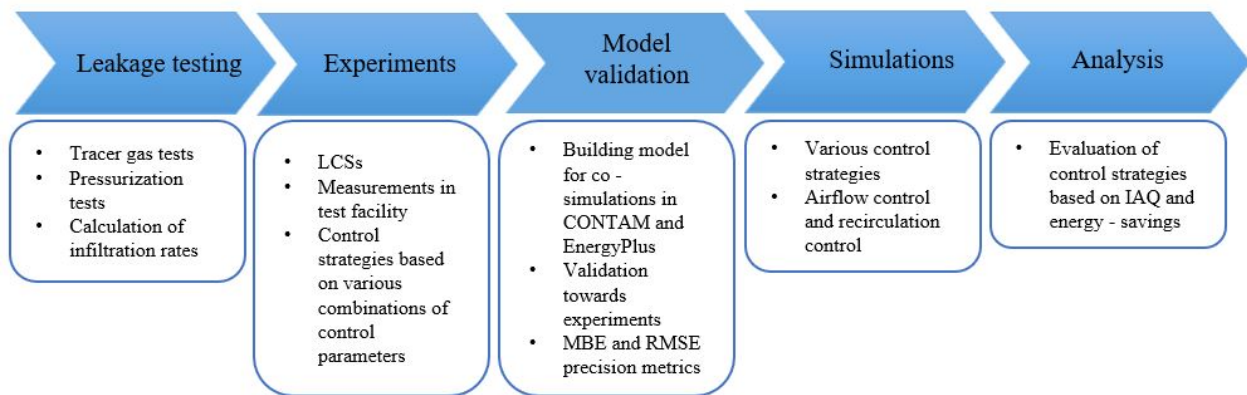 Leakage testing
• Tracer gas tests
• Pressurization
tests
• Calculation of
infiltration rates
Experiments
• LCSs
• Measurements in
test facility
• Control
strategies based
on various
combinations of
control
parameters
Model
validation
• Building model
for co -
simulations in
CONTAM and
EnergyPlus
• Validation
towards
experiments
• MBE and RMSE
precision metrics
Simulations
• Various control
strategies
• Airflow control
and recirculation
control
Analysis
• Evaluation of
control strategies
based on IAQ and
energy - savings